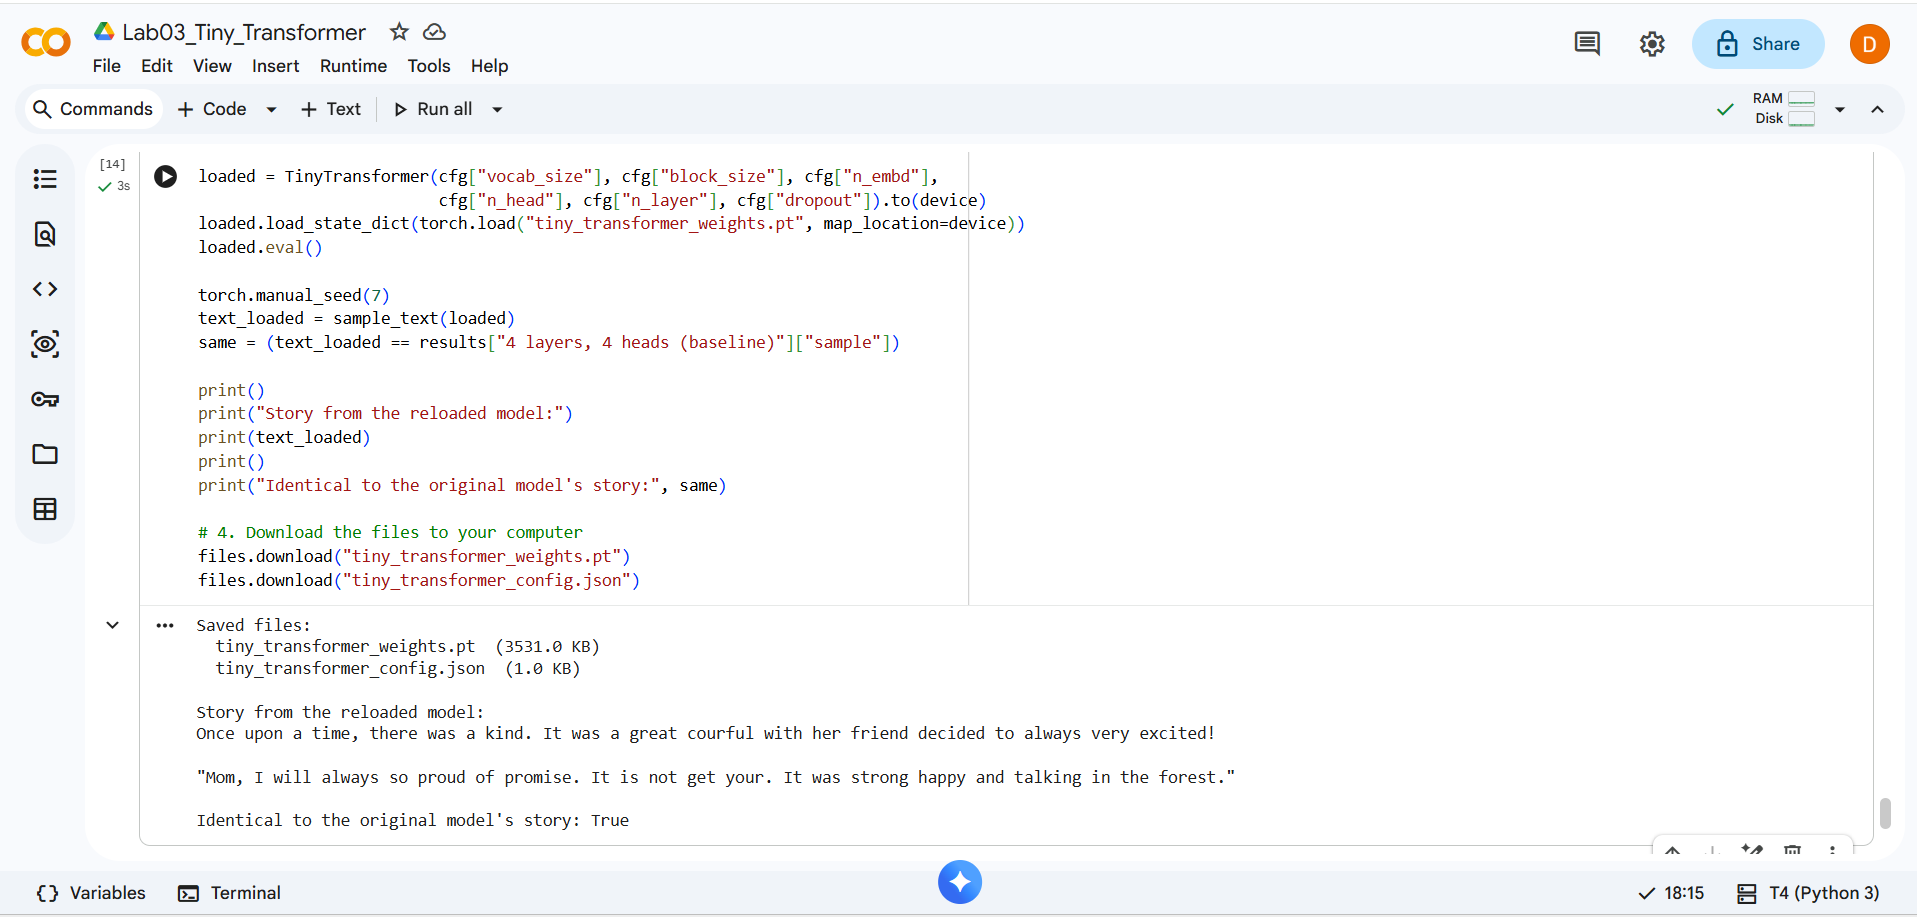 Lab03_Tiny_Transformer
File Edit View Insert Runtime Tools Help
Share
D
Commands + Code + Text Run all
RAM
Disk
[14]
3s
loaded = TinyTransformer(cfg["vocab_size"], cfg["block_size"], cfg["n_embd"],
cfg["n_head"], cfg["n_layer"], cfg["dropout"]).to(device)
loaded.load_state_dict(torch.load("tiny_transformer_weights.pt", map_location=device))
loaded.eval()
torch.manual_seed(7)
text_loaded = sample_text(loaded)
same = (text_loaded == results["4 layers, 4 heads (baseline)"]["sample"])
print()
print("Story from the reloaded model:")
print(text_loaded)
print()
print("Identical to the original model's story:", same)
# 4. Download the files to your computer
files.download("tiny_transformer_weights.pt")
files.download("tiny_transformer_config.json")
Saved files:
tiny_transformer_weights.pt (3531.0 KB)
tiny_transformer_config.json (1.0 KB)
Story from the reloaded model:
Once upon a time, there was a kind. It was a great courful with her friend decided to always very excited!
"Mom, I will always so proud of promise. It is not get your. It was strong happy and talking in the forest."
Identical to the original model's story: True
Variables Terminal
18:15 T4 (Python 3)